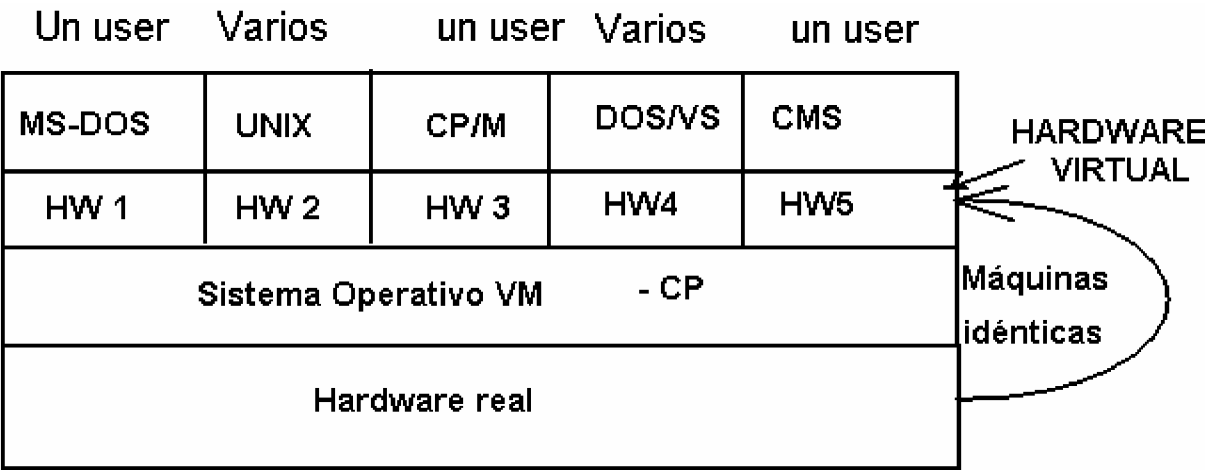 Un user Varios un user Varios un user
MS-DOS UNIX CP/M DOS/VS CMS
HARDWARE
VIRTUAL
HW 1 HW 2 HW 3 HW4 HW5
Sistema Operativo VM - CP
Máquinas
idénticas
Hardware real